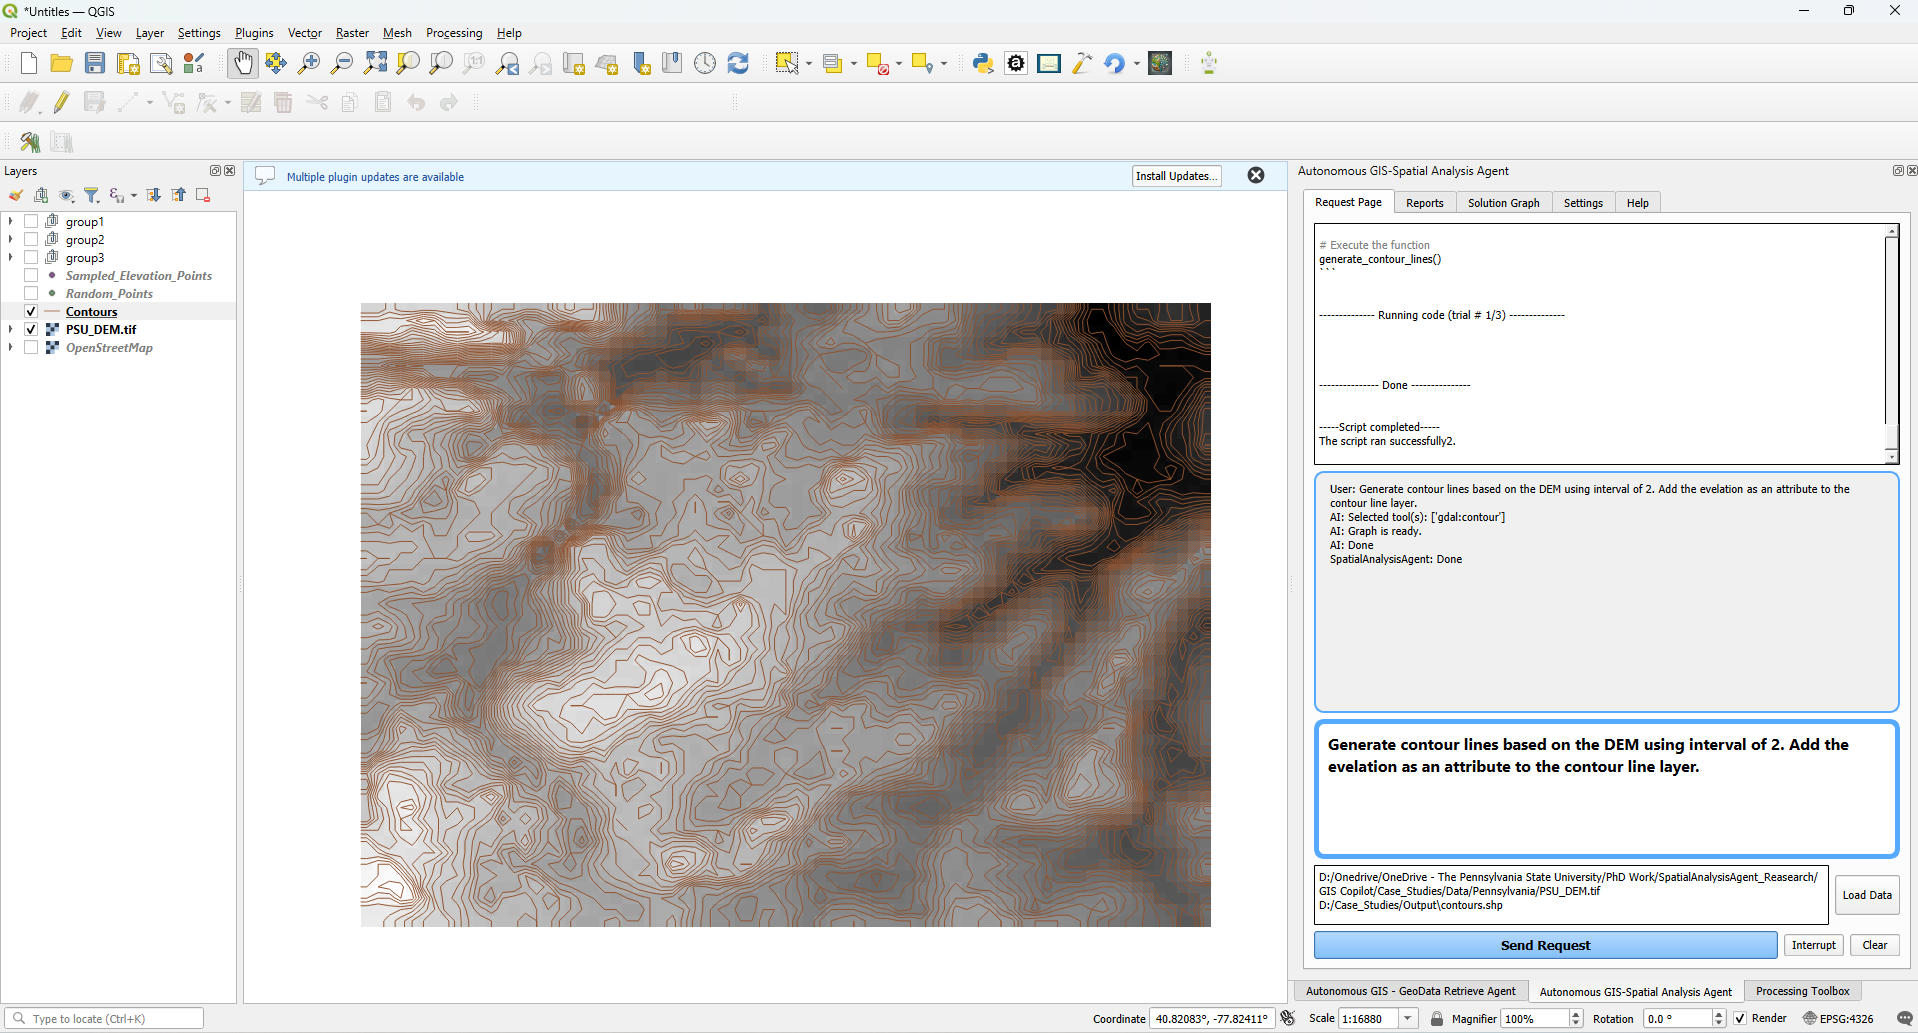 *Untitles — QGIS
Project Edit View Layer Settings Plugins Vector Raster Mesh Processing Help
Layers
group1
group2
group3
Sampled_Elevation_Points
Random_Points
Contours
PSU_DEM.tif
OpenStreetMap
Multiple plugin updates are available
Install Updates...
Autonomous GIS-Spatial Analysis Agent
Request Page Reports Solution Graph Settings Help
# Execute the function
generate_contour_lines()
```
-------------- Running code (trial # 1/3) --------------
--------------- Done ---------------
-----Script completed-----
The script ran successfully2.
User: Generate contour lines based on the DEM using interval of 2. Add the evelation as an attribute to the
contour line layer.
AI: Selected tool(s): ['gdal:contour']
AI: Graph is ready.
AI: Done
SpatialAnalysisAgent: Done
Generate contour lines based on the DEM using interval of 2. Add the
evelation as an attribute to the contour line layer.
D:/Onedrive/OneDrive - The Pennsylvania State University/PhD Work/SpatialAnalysisAgent_Reasearch/
GIS Copilot/Case_Studies/Data/Pennsylvania/PSU_DEM.tif
D:/Case_Studies/Output\contours.shp
Load Data
Send Request Interrupt Clear
Autonomous GIS - GeoData Retrieve Agent Autonomous GIS-Spatial Analysis Agent Processing Toolbox
Type to locate (Ctrl+K) Coordinate 40.82083°, -77.82411° Scale 1:16880 Magnifier 100% Rotation 0.0 ° Render EPSG:4326